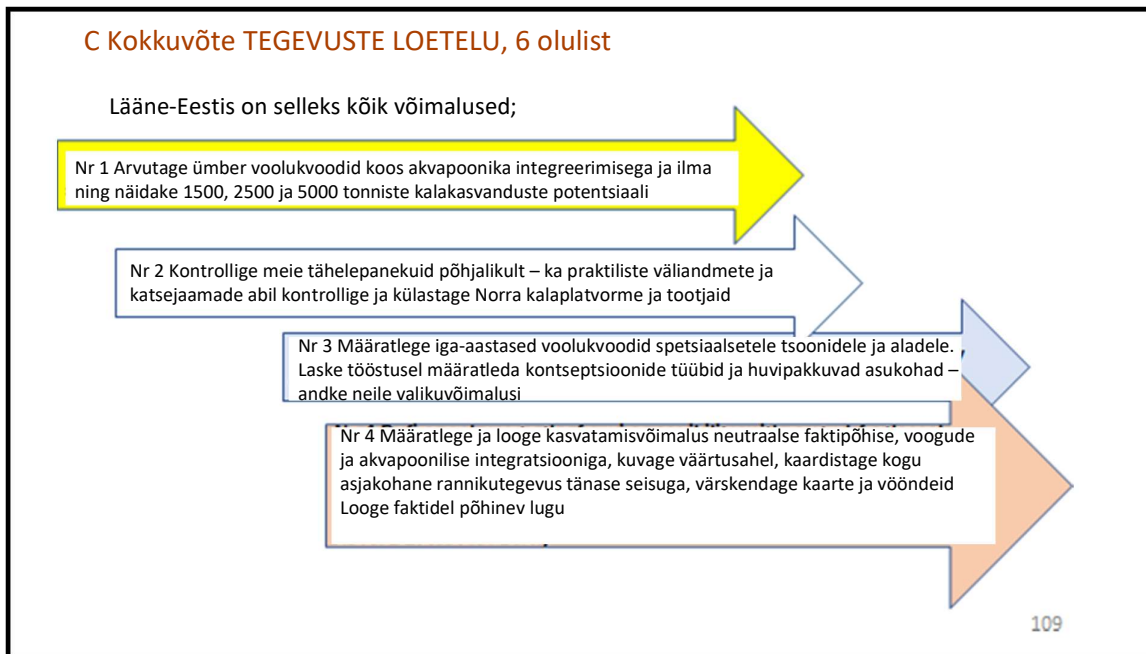 C Kokkuvõte TEGEVUSTE LOETELU, 6 olulist
Lääne-Eestis on selleks kõik võimalused;
Nr 1 Arvutage ümber voolukvoodid koos akvapoonika integreerimisega ja ilma
ning näidake 1500, 2500 ja 5000 tonniste kalakasvanduste potentsiaali
Nr 2 Kontrollige meie tähelepanekuid põhjalikult – ka praktiliste väliandmete ja
katsejaamade abil kontrollige ja külastage Norra kalaplatvorme ja tootjaid
Nr 3 Määratlege iga-aastased voolukvoodid spetsiaalsetele tsoonidele ja aladele.
Laske tööstusel määratleda kontseptsioonide tüübid ja huvipakkuvad asukohad –
andke neile valikuvõimalusi
Nr 4 Määratlege ja looge kasvatamisvõimalus neutraalse faktipõhise, voogude
ja akvapoonilise integratsiooniga, kuvage väärtusahel, kaardistage kogu
asjakohane rannikutegevus tänase seisuga, värskendage kaarte ja vööndeid
Looge faktidel põhinev lugu
109